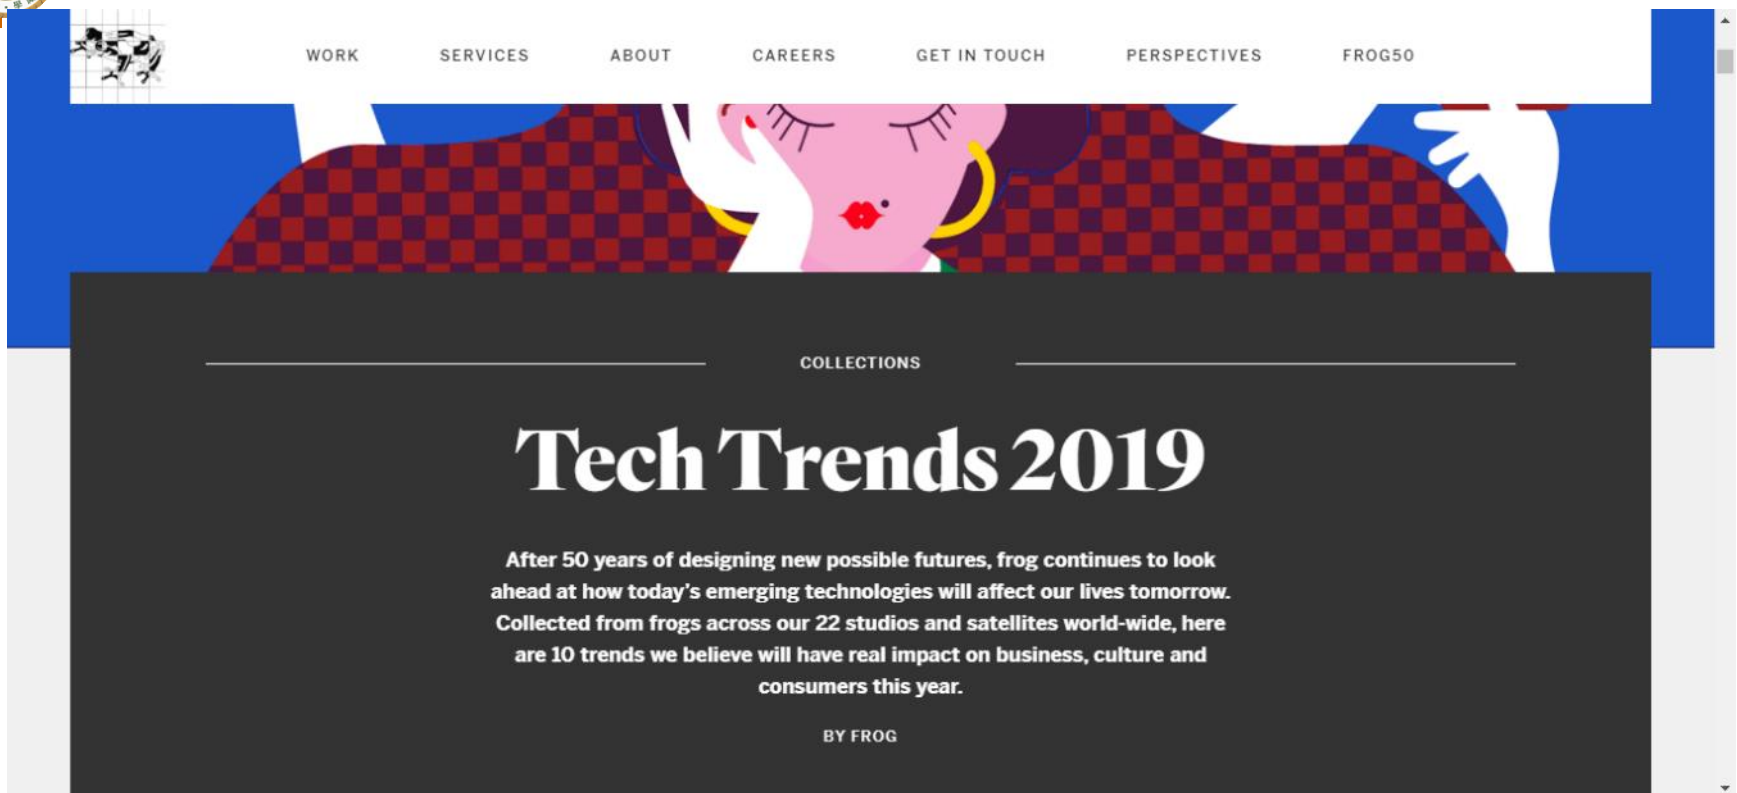 WORK SERVICES ABOUT CAREERS GET IN TOUCH PERSPECTIVES FROG50
COLLECTIONS
Tech Trends 2019
After 50 years of designing new possible futures, frog continues to look
ahead at how today's emerging technologies will affect our lives tomorrow.
Collected from frogs across our 22 studios and satellites world-wide, here
are 10 trends we believe will have real impact on business, culture and
consumers this year.
BY FROG